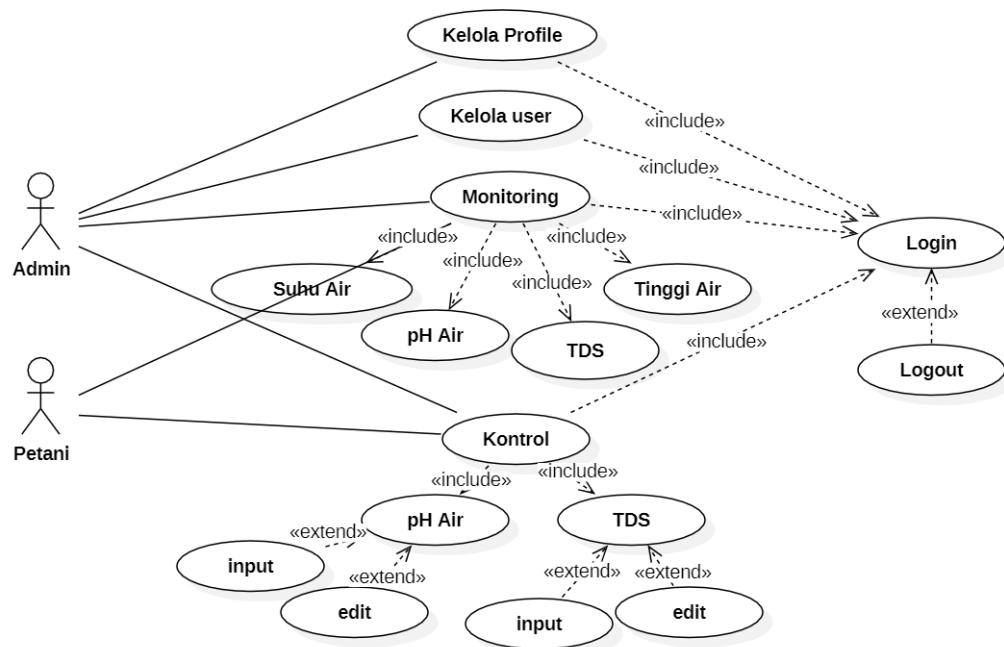 Kelola Profile
«include»
Kelola user
«include»
Monitoring
«include»
«include»
«include»
«include»
«include»
Admin
Login
Suhu Air
Tinggi Air
«extend»
pH Air
TDS
«include»
Logout
Petani
Kontrol
«include»
«include»
pH Air
TDS
«extend»
input
«extend»
edit
«extend»
input
«extend»
edit